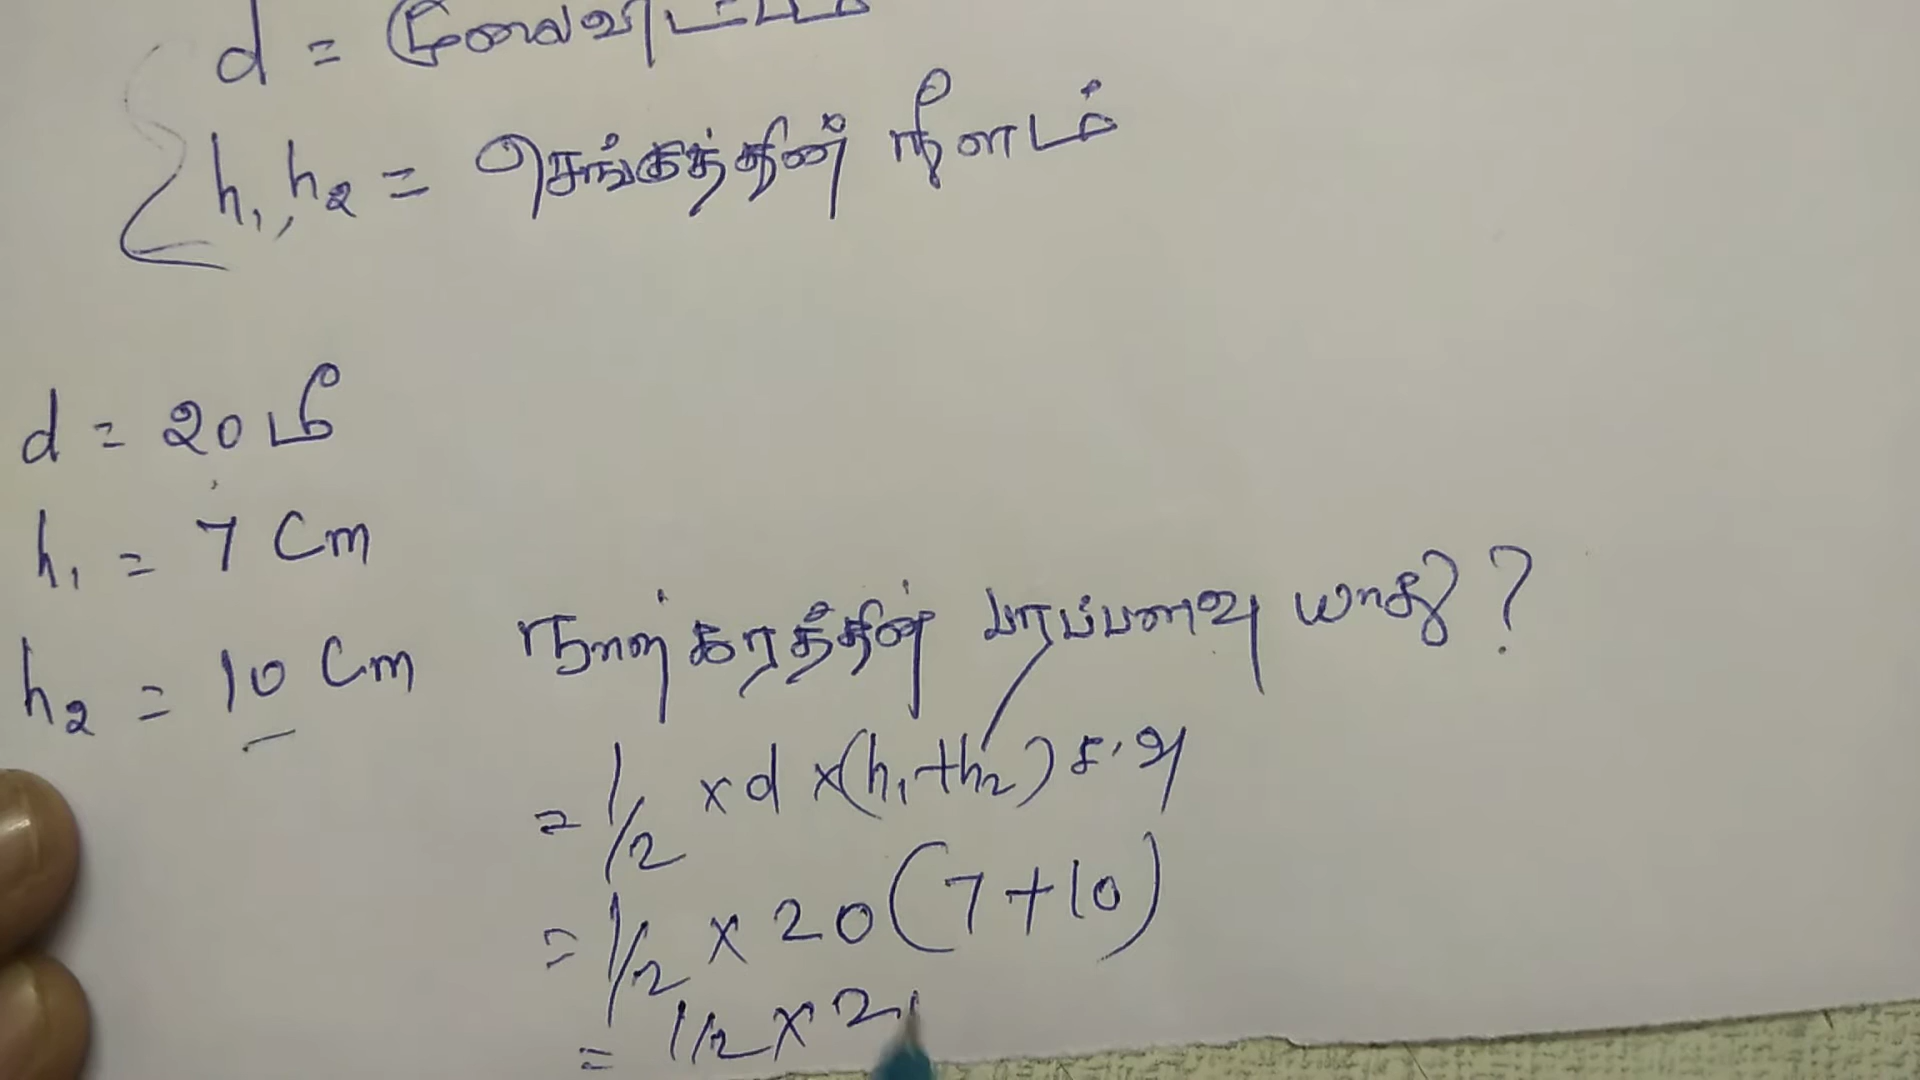 d = மூலைவிட்டம்
h₁, h₂ = செங்குத்தின் நீளம்
d = 20 மீ
h₁ = 7 Cm
h₂ = 10 Cm
நாற்கரத்தின் பரப்பளவு யாது?
= 1/2 × d × (h₁+h₂) ச.அ
= 1/2 × 20 (7+10)
= 1/2 × 2